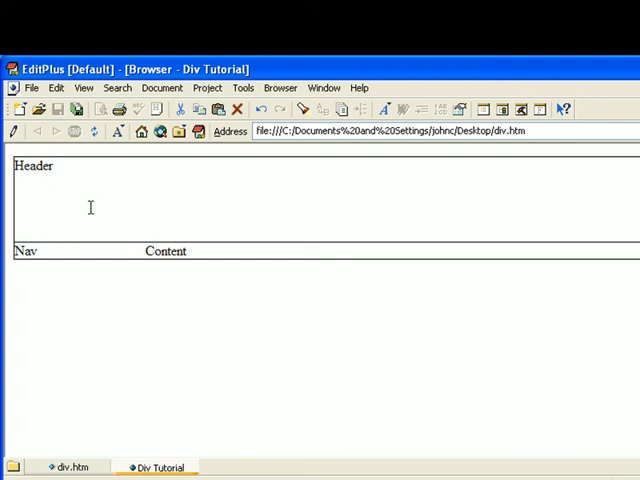 EditPlus [Default] - [Browser - Div Tutorial]
File Edit View Search Document Project Tools Browser Window Help
Address file:///C:/Documents%20and%20Settings/johnc/Desktop/div.htm
Header
Nav Content
div.htm Div Tutorial